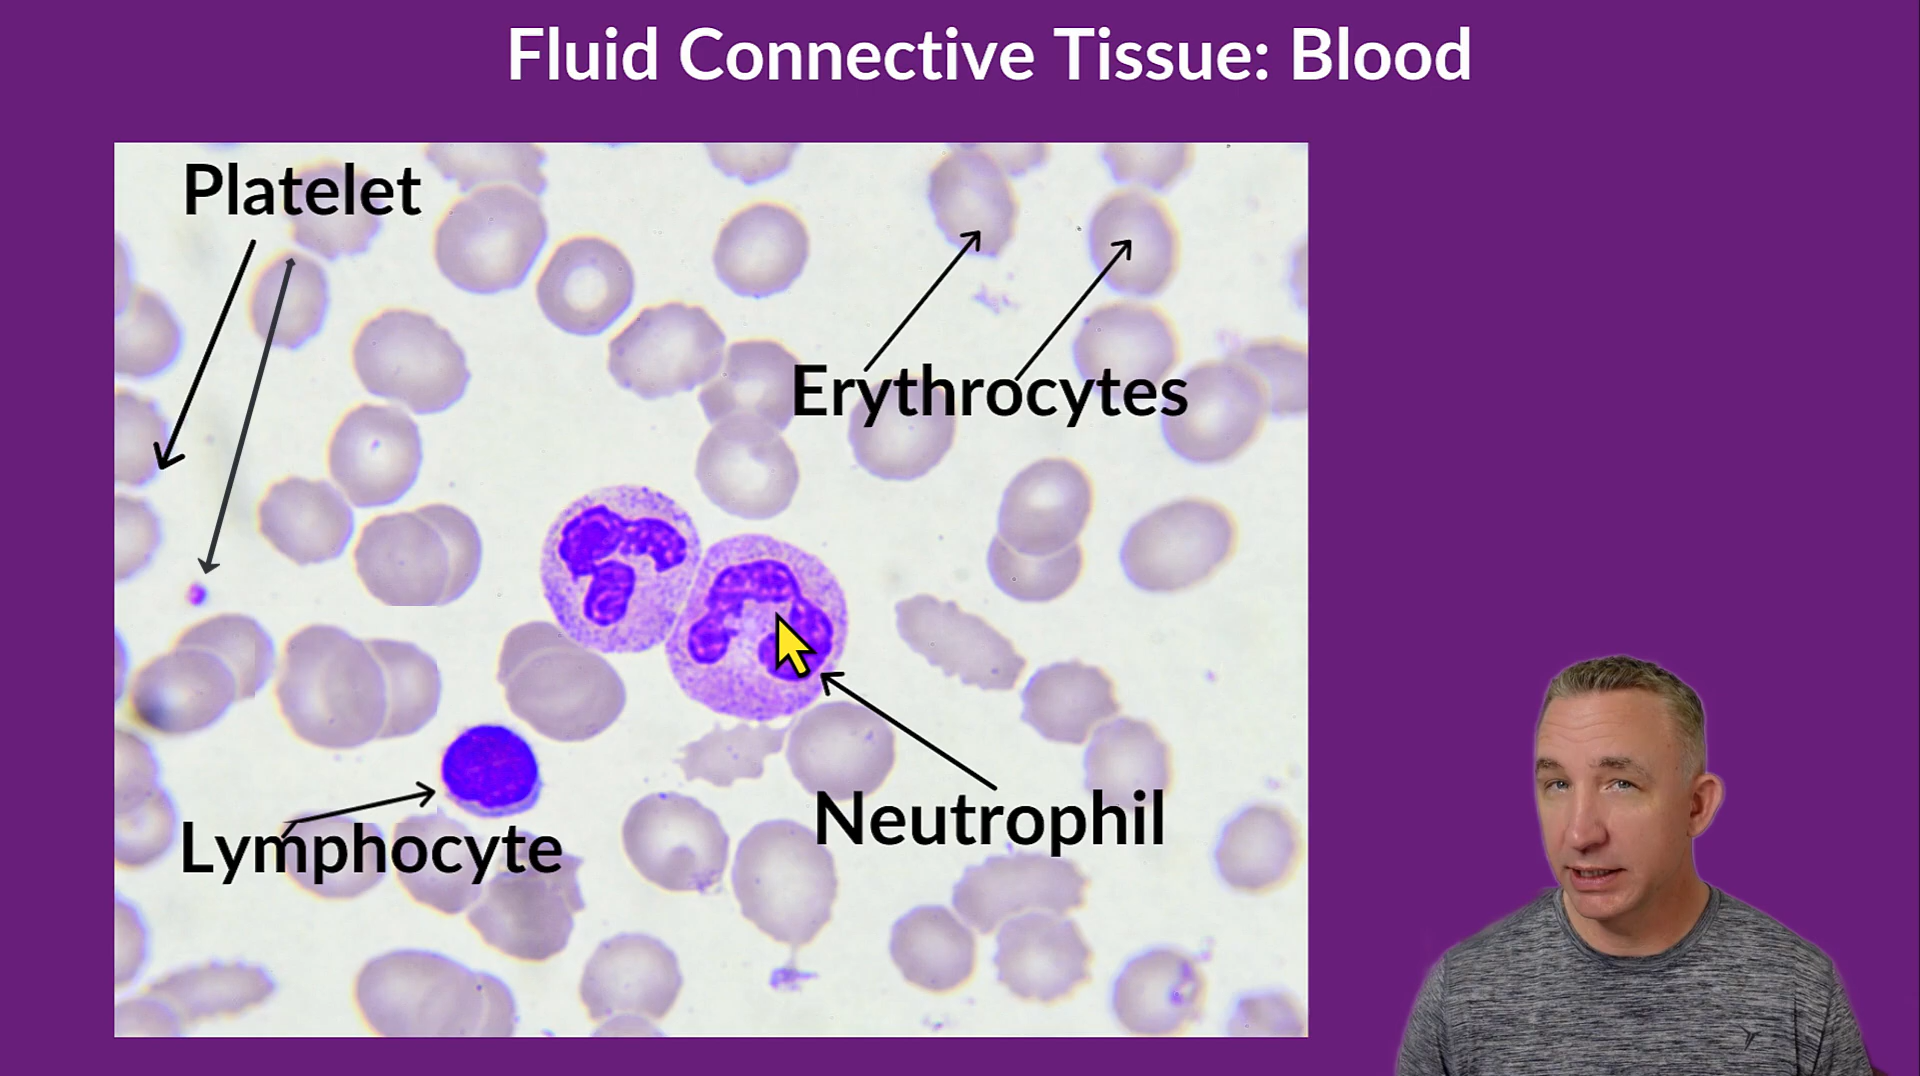 Fluid Connective Tissue: Blood
Platelet
Erythrocytes
Neutrophil
Lymphocyte